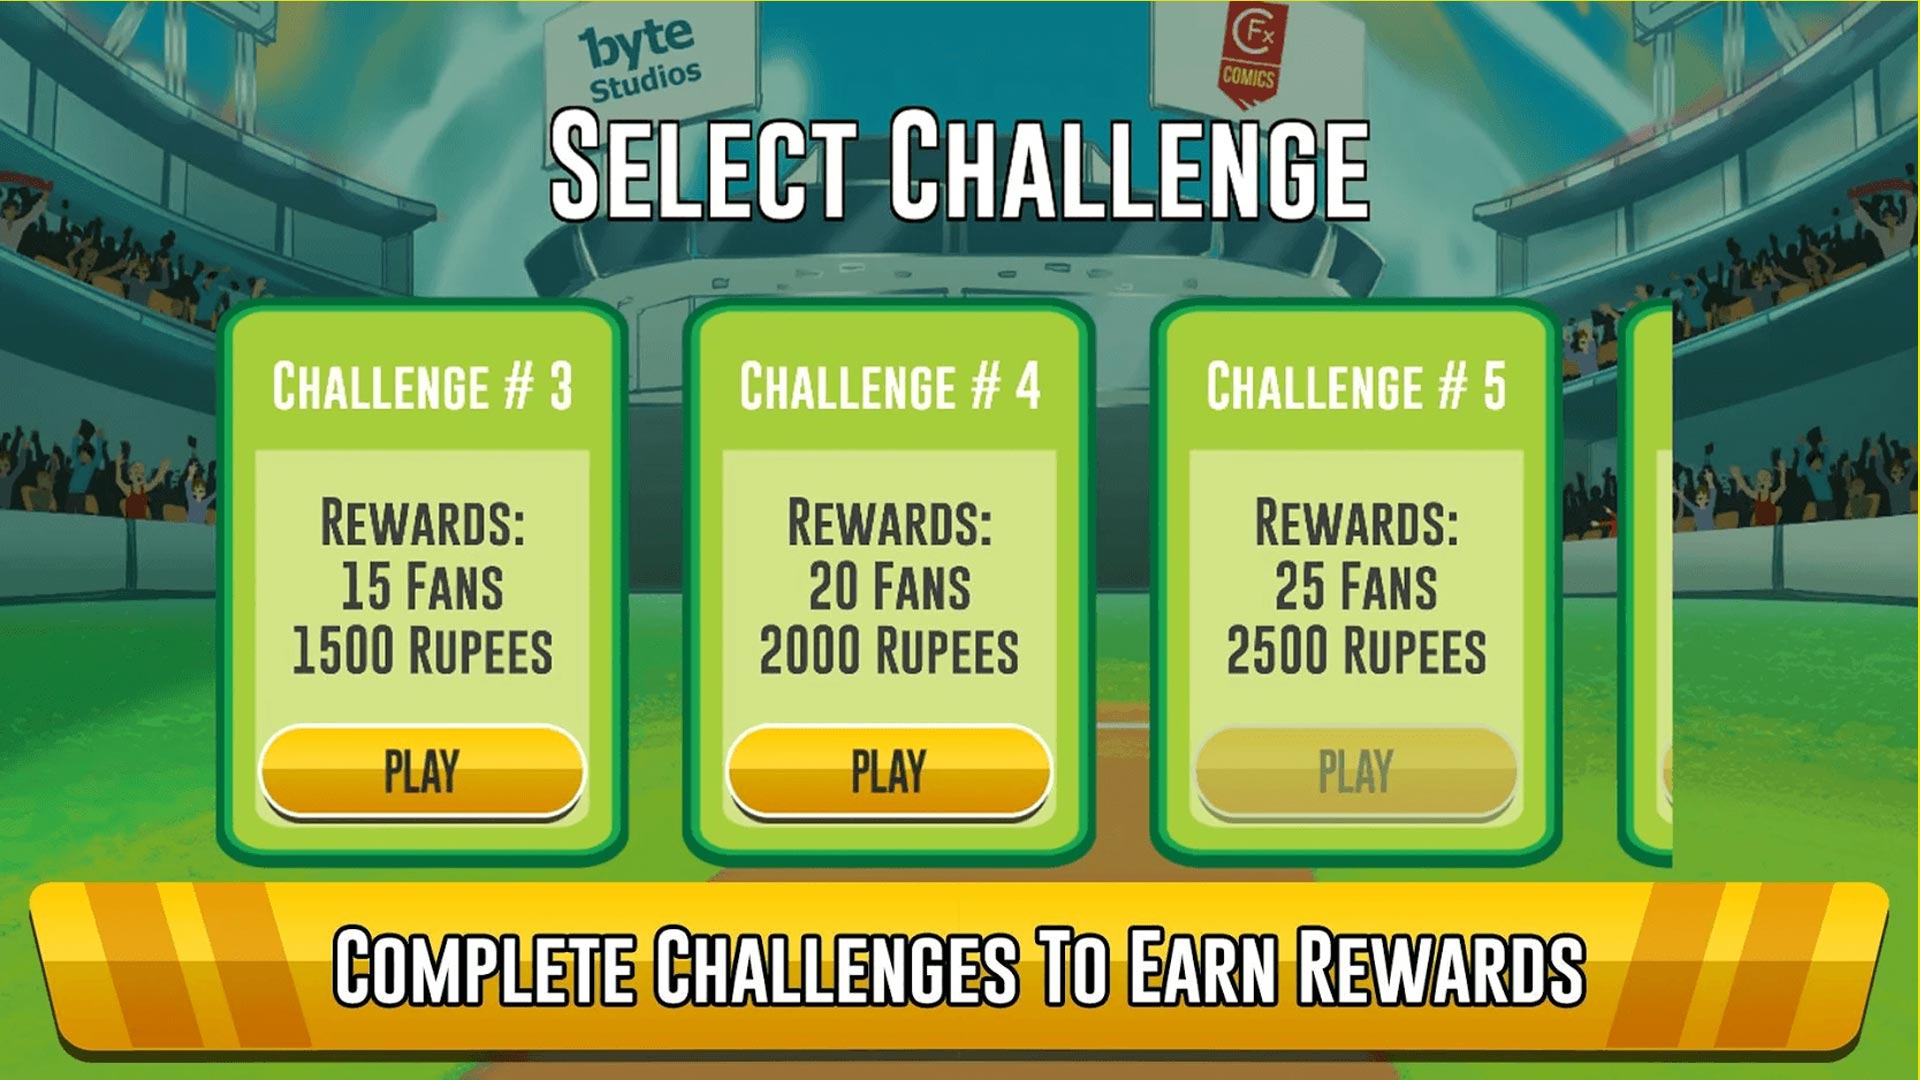 1byte
Studios
CFx
COMICS
SELECT CHALLENGE
CHALLENGE # 3
REWARDS:
15 FANS
1500 RUPEES
PLAY
CHALLENGE # 4
REWARDS:
20 FANS
2000 RUPEES
PLAY
CHALLENGE # 5
REWARDS:
25 FANS
2500 RUPEES
PLAY
COMPLETE CHALLENGES TO EARN REWARDS